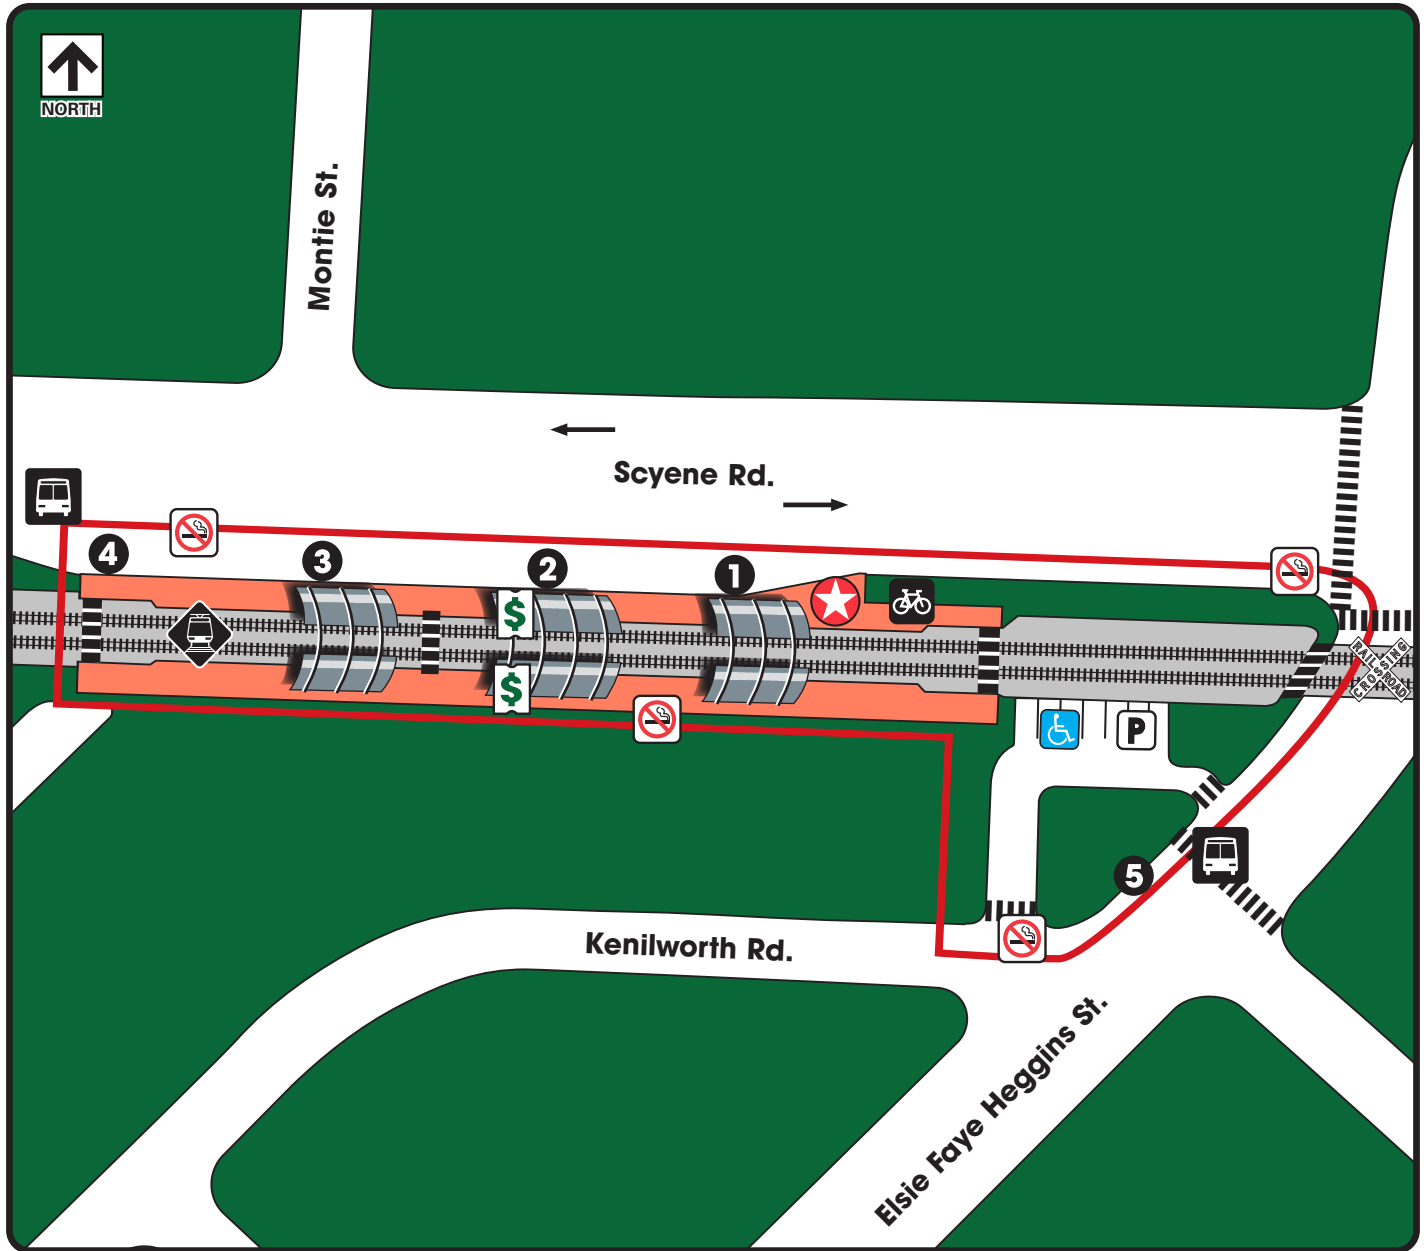 NORTH
Montie St.
Scyene Rd.
4
3
2
1
$
$
RAILROAD
CROSSING
P
5
Kenilworth Rd.
Elsie Faye Heggins St.